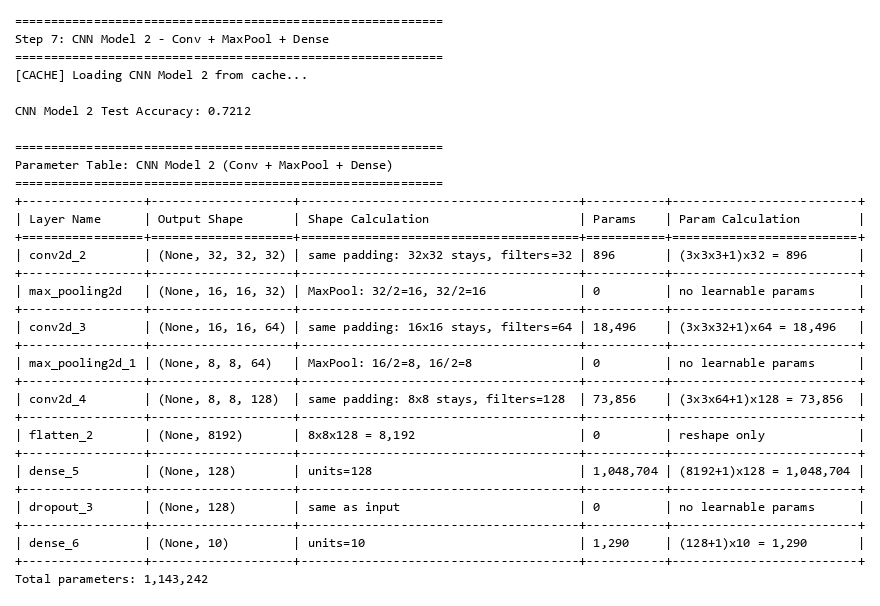 ============================================================
Step 7: CNN Model 2 - Conv + MaxPool + Dense
============================================================
[CACHE] Loading CNN Model 2 from cache...
CNN Model 2 Test Accuracy: 0.7212
============================================================
Parameter Table: CNN Model 2 (Conv + MaxPool + Dense)
============================================================
+-----------------+--------------------+---------------------------------------+-----------+--------------------------+
| Layer Name | Output Shape | Shape Calculation | Params | Param Calculation |
+=================+====================+=======================================+===========+==========================+
| conv2d_2 | (None, 32, 32, 32) | same padding: 32x32 stays, filters=32 | 896 | (3x3x3+1)x32 = 896 |
+-----------------+--------------------+---------------------------------------+-----------+--------------------------+
| max_pooling2d | (None, 16, 16, 32) | MaxPool: 32/2=16, 32/2=16 | 0 | no learnable params |
+-----------------+--------------------+---------------------------------------+-----------+--------------------------+
| conv2d_3 | (None, 16, 16, 64) | same padding: 16x16 stays, filters=64 | 18,496 | (3x3x32+1)x64 = 18,496 |
+-----------------+--------------------+---------------------------------------+-----------+--------------------------+
| max_pooling2d_1 | (None, 8, 8, 64) | MaxPool: 16/2=8, 16/2=8 | 0 | no learnable params |
+-----------------+--------------------+---------------------------------------+-----------+--------------------------+
| conv2d_4 | (None, 8, 8, 128) | same padding: 8x8 stays, filters=128 | 73,856 | (3x3x64+1)x128 = 73,856 |
+-----------------+--------------------+---------------------------------------+-----------+--------------------------+
| flatten_2 | (None, 8192) | 8x8x128 = 8,192 | 0 | reshape only |
+-----------------+--------------------+---------------------------------------+-----------+--------------------------+
| dense_5 | (None, 128) | units=128 | 1,048,704 | (8192+1)x128 = 1,048,704 |
+-----------------+--------------------+---------------------------------------+-----------+--------------------------+
| dropout_3 | (None, 128) | same as input | 0 | no learnable params |
+-----------------+--------------------+---------------------------------------+-----------+--------------------------+
| dense_6 | (None, 10) | units=10 | 1,290 | (128+1)x10 = 1,290 |
+-----------------+--------------------+---------------------------------------+-----------+--------------------------+
Total parameters: 1,143,242